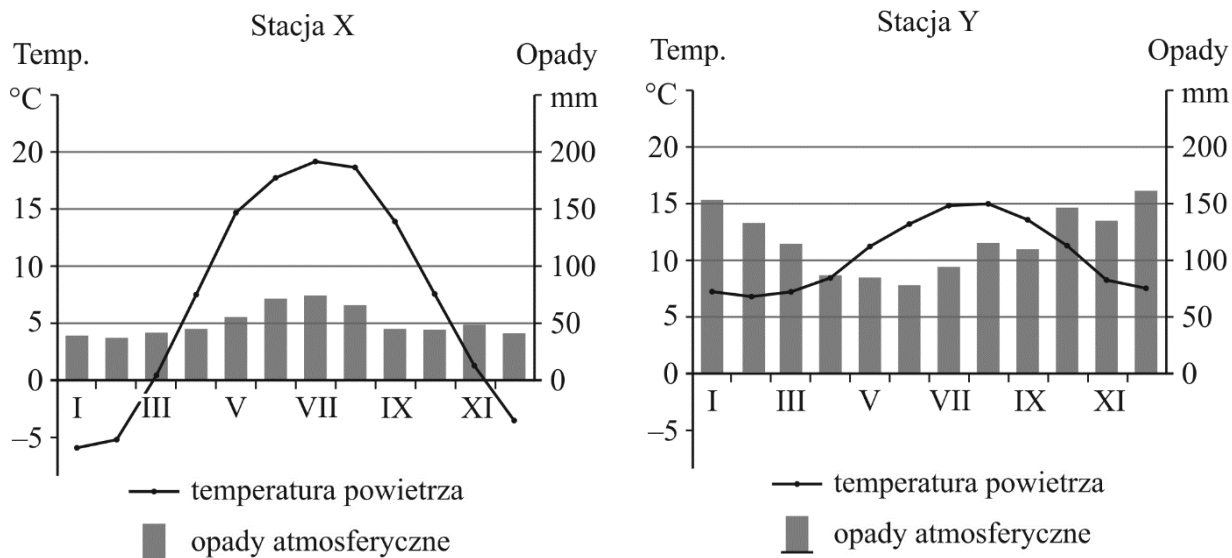 Stacja X
Temp.
Opady
°C
mm
20
200
15
150
10
100
5
50
0
0
I
III
V
VII
IX
XI
–5
temperatura powietrza
opady atmosferyczne
Stacja Y
Temp.
Opady
°C
mm
20
200
15
150
10
100
5
50
0
0
I
III
V
VII
IX
XI
–5
temperatura powietrza
opady atmosferyczne